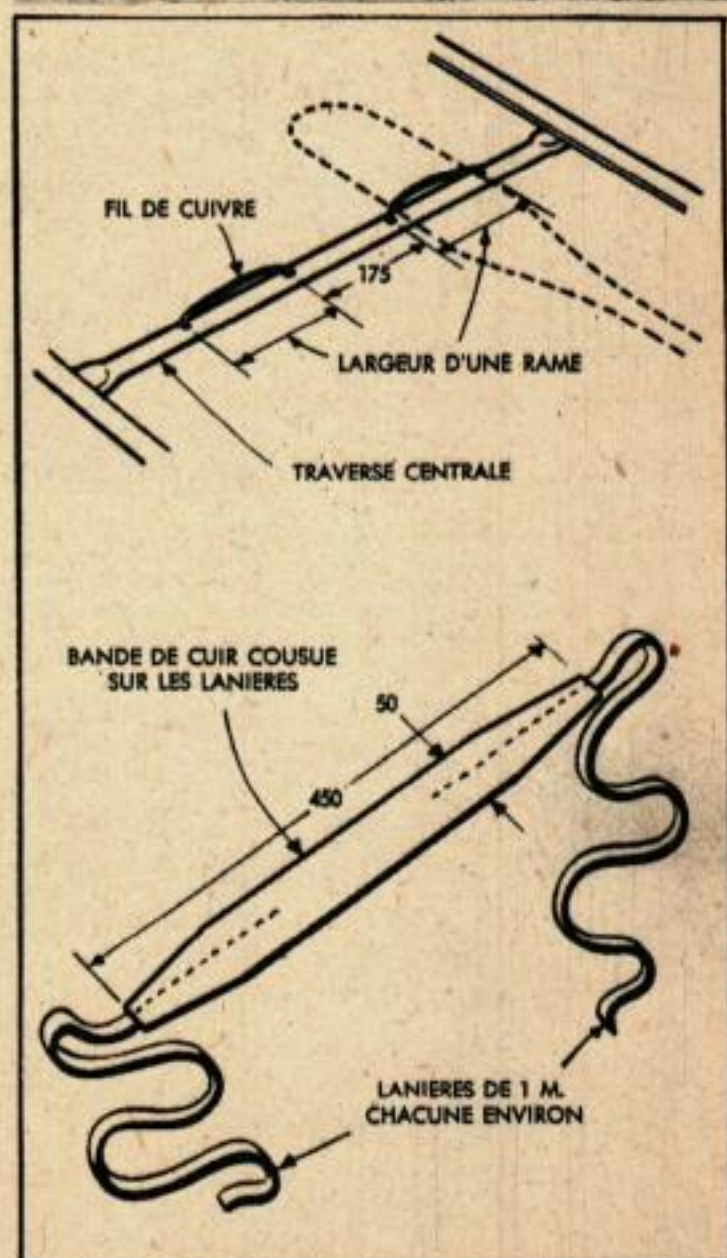 FIL DE CUIVRE
175
LARGEUR D'UNE RAME
TRAVERSE CENTRALE
BANDE DE CUIR COUSUE
SUR LES LANIERES
50
450
LANIERES DE 1 M.
CHACUNE ENVIRON